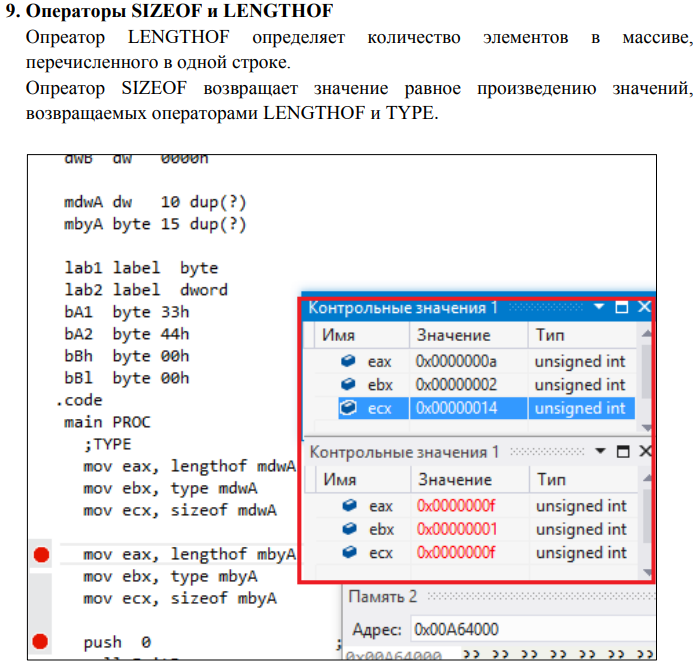 9. Операторы SIZEOF и LENGTHOF
Опреатор LENGTHOF определяет количество элементов в массиве,
перечисленного в одной строке.
Опреатор SIZEOF возвращает значение равное произведению значений,
возвращаемых операторами LENGTHOF и TYPE.
dwB dw 0000h
mdwA dw 10 dup(?)
mbyA byte 15 dup(?)
lab1 label byte
lab2 label dword
bA1 byte 33h
bA2 byte 44h
bBh byte 00h
bBl byte 00h
.code
main PROC
;TYPE
mov eax, lengthof mdwA
mov ebx, type mdwA
mov ecx, sizeof mdwA
mov eax, lengthof mbyA
mov ebx, type mbyA
mov ecx, sizeof mbyA
push 0 ;
Контрольные значения 1
Имя Значение Тип
eax 0x0000000a unsigned int
ebx 0x00000002 unsigned int
ecx 0x00000014 unsigned int
Контрольные значения 1
Имя Значение Тип
eax 0x0000000f unsigned int
ebx 0x00000001 unsigned int
ecx 0x0000000f unsigned int
Память 2
Адрес: 0x00A64000
0x00A64000 ?? ?? ?? ?? ?? ?? ??